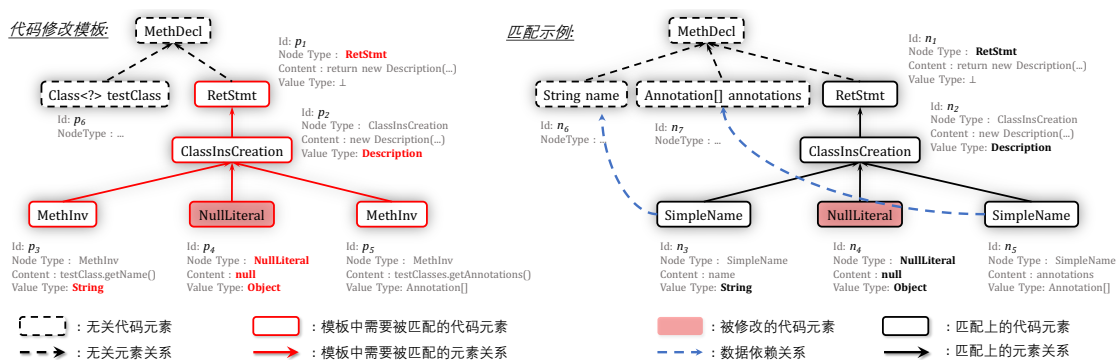 代码修改模板:
MethDecl
Id: p1
Node Type : RetStmt
Content : return new Description(...)
Value Type: ⊥
Class<?> testClass
RetStmt
Id: p6
NodeType : ...
Id: p2
Node Type : ClassInsCreation
Content : new Description(...)
Value Type: Description
ClassInsCreation
MethInv
NullLiteral
MethInv
Id: p3
Node Type : MethInv
Content : testClass.getName()
Value Type: String
Id: p4
Node Type : NullLiteral
Content : null
Value Type: Object
Id: p5
Node Type : MethInv
Content : testClasses.getAnnotations()
Value Type: Annotation[]
匹配示例:
MethDecl
Id: n1
Node Type : RetStmt
Content : return new Description(...)
Value Type: ⊥
String name
Annotation[] annotations
RetStmt
Id: n6
NodeType : ...
Id: n7
NodeType : ...
Id: n2
Node Type : ClassInsCreation
Content : new Description(...)
Value Type: Description
ClassInsCreation
SimpleName
NullLiteral
SimpleName
Id: n3
Node Type : SimpleName
Content : name
Value Type: String
Id: n4
Node Type : NullLiteral
Content : null
Value Type: Object
Id: n5
Node Type : SimpleName
Content : annotations
Value Type: Annotation[]
: 无关代码元素
: 模板中需要被匹配的代码元素
: 被修改的代码元素
: 匹配上的代码元素
: 无关元素关系
: 模板中需要被匹配的元素关系
: 数据依赖关系
: 匹配上的元素关系